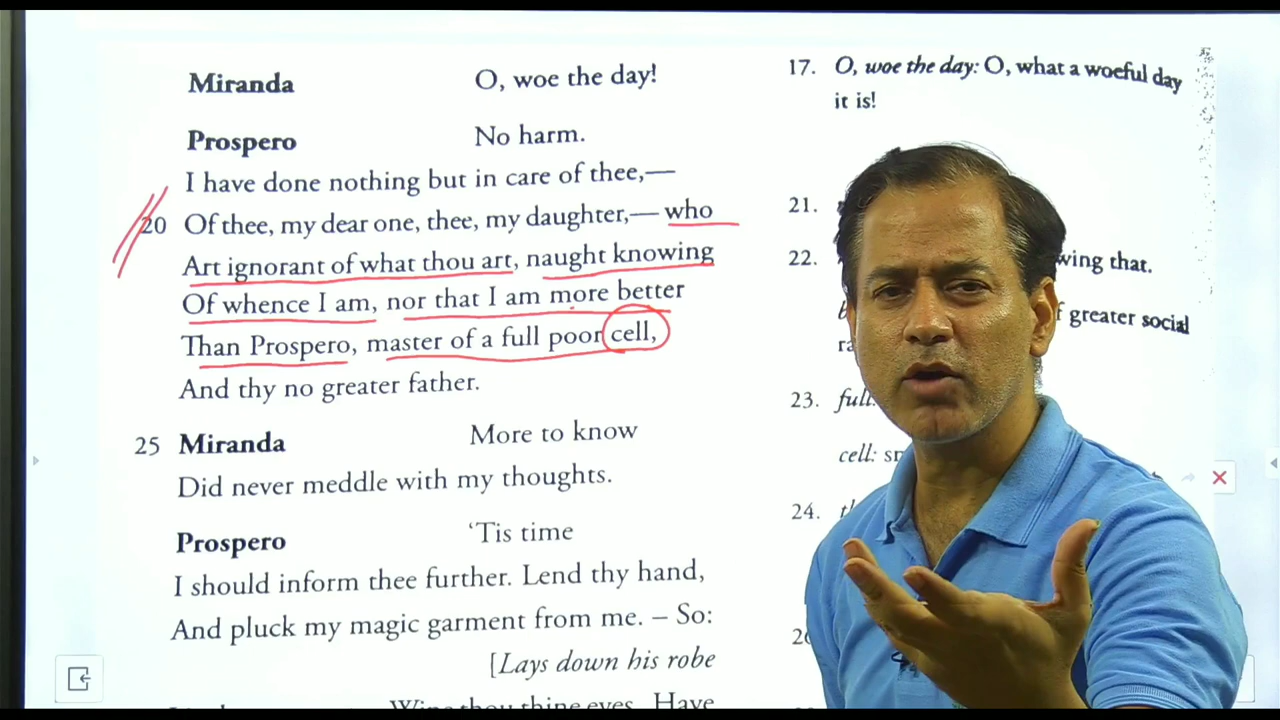 Miranda O, woe the day!
Prospero No harm.
I have done nothing but in care of thee,—
20 Of thee, my dear one, thee, my daughter,— who
Art ignorant of what thou art, naught knowing
Of whence I am, nor that I am more better
Than Prospero, master of a full poor cell,
And thy no greater father.
25 Miranda More to know
Did never meddle with my thoughts.
Prospero ‘Tis time
I should inform thee further. Lend thy hand,
And pluck my magic garment from me. – So:
[Lays down his robe
thou thine eyes. Have
17. O, woe the day: O, what a woeful day
it is!
21.
22. that.
greater social
23. full
cell:
24.